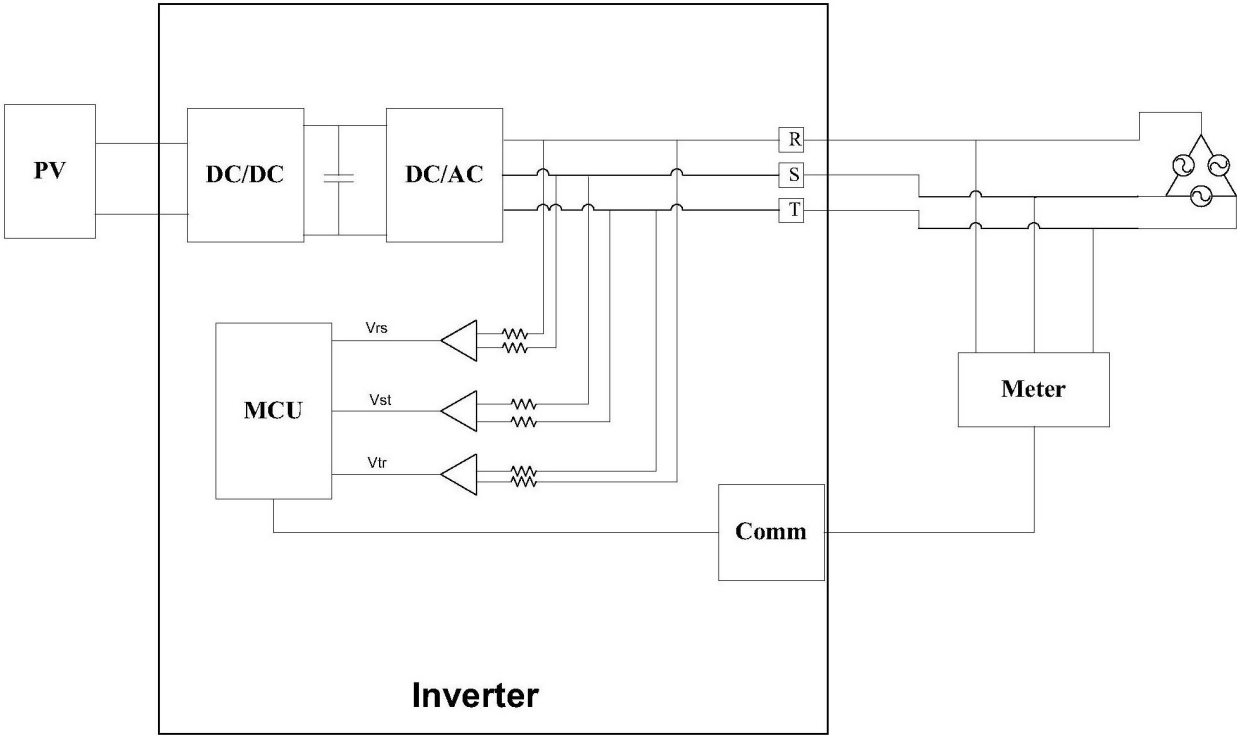 PV
DC/DC
DC/AC
R
S
T
Vrs
MCU
Vst
Vtr
Meter
Comm
Inverter